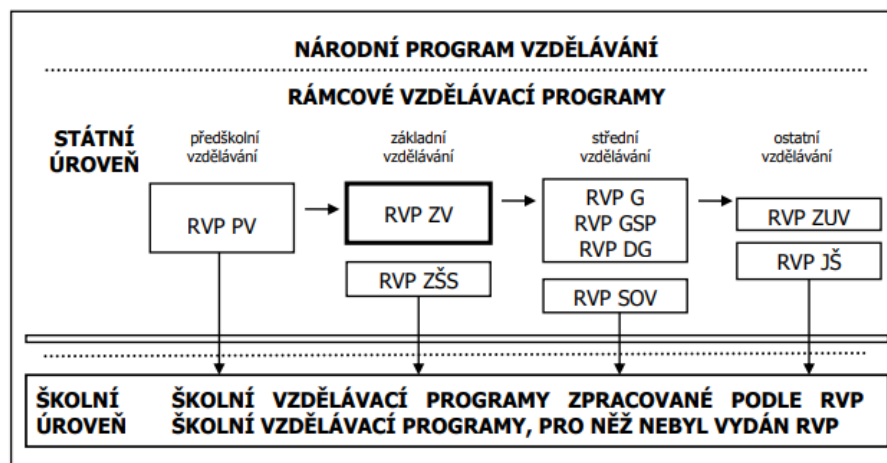 NÁRODNÍ PROGRAM VZDĚLÁVÁNÍ
RÁMCOVÉ VZDĚLÁVACÍ PROGRAMY
STÁTNÍ
ÚROVEŇ
předškolní
vzdělávání
základní
vzdělávání
střední
vzdělávání
ostatní
vzdělávání
RVP PV
RVP ZV
RVP ZŠS
RVP G
RVP GSP
RVP DG
RVP SOV
RVP ZUV
RVP JŠ
ŠKOLNÍ ŠKOLNÍ VZDĚLÁVACÍ PROGRAMY ZPRACOVANÉ PODLE RVP
ÚROVEŇ ŠKOLNÍ VZDĚLÁVACÍ PROGRAMY, PRO NĚŽ NEBYL VYDÁN RVP